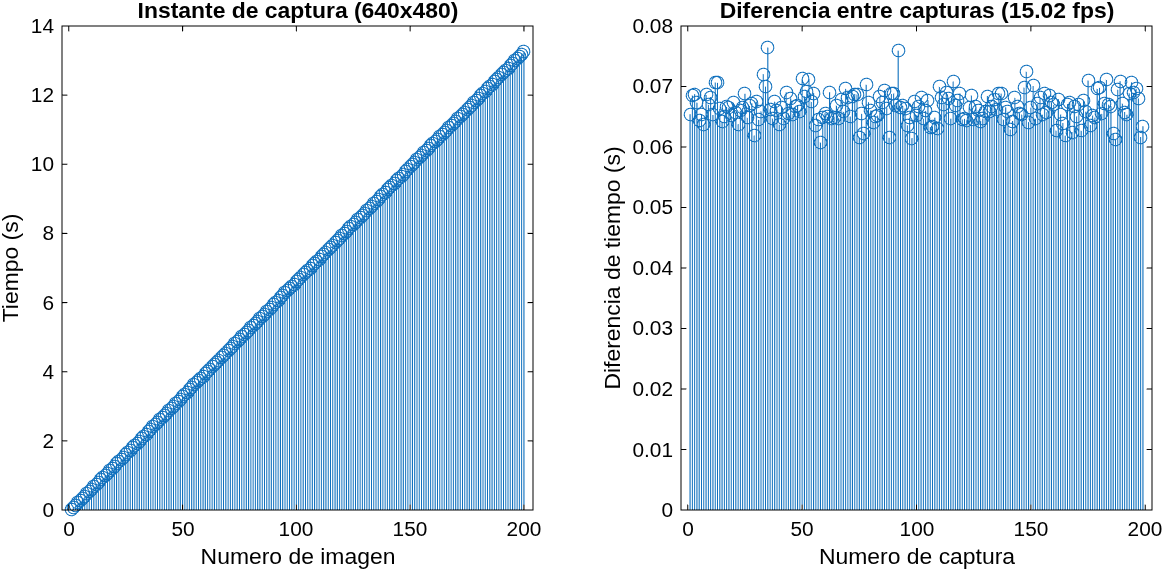 Instante de captura (640x480)
14
12
10
8
6
4
2
0
0 50 100 150 200
Tiempo (s)
Numero de imagen
Diferencia entre capturas (15.02 fps)
0.08
0.07
0.06
0.05
0.04
0.03
0.02
0.01
0
0 50 100 150 200
Diferencia de tiempo (s)
Numero de captura